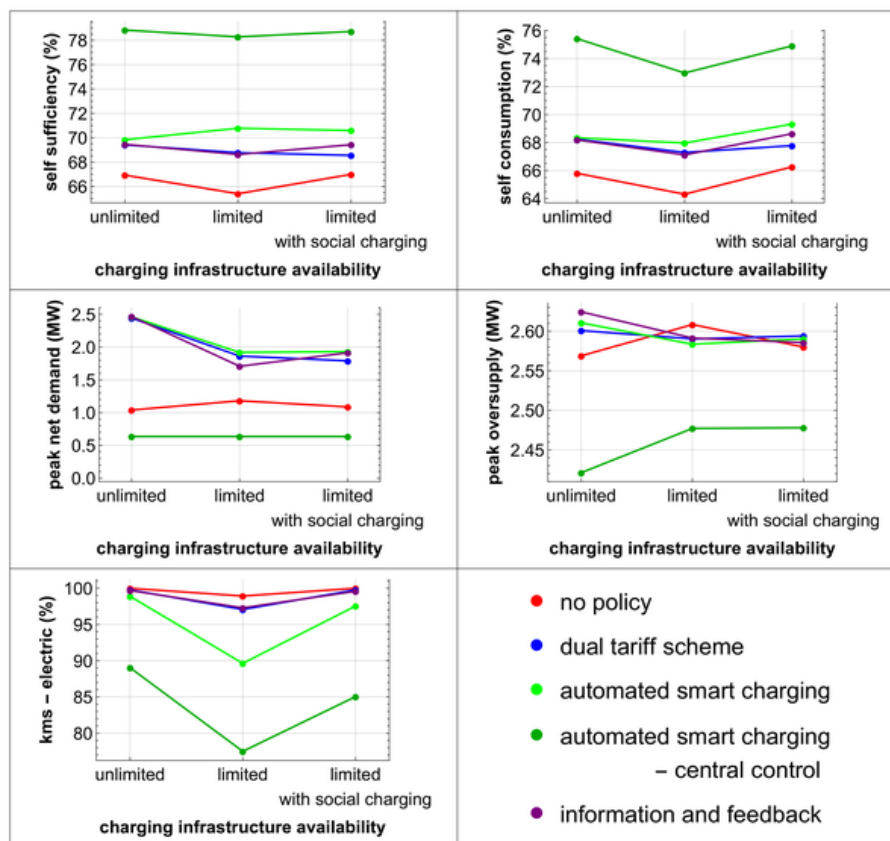 self sufficiency (%)
78
76
74
72
70
68
66
unlimited limited limited
with social charging
charging infrastructure availability
self consumption (%)
76
74
72
70
68
66
64
unlimited limited limited
with social charging
charging infrastructure availability
peak net demand (MW)
2.5
2.0
1.5
1.0
0.5
0.0
unlimited limited limited
with social charging
charging infrastructure availability
peak oversupply (MW)
2.60
2.55
2.50
2.45
unlimited limited limited
with social charging
charging infrastructure availability
kms – electric (%)
100
95
90
85
80
unlimited limited limited
with social charging
charging infrastructure availability
no policy
dual tariff scheme
automated smart charging
automated smart charging
– central control
information and feedback